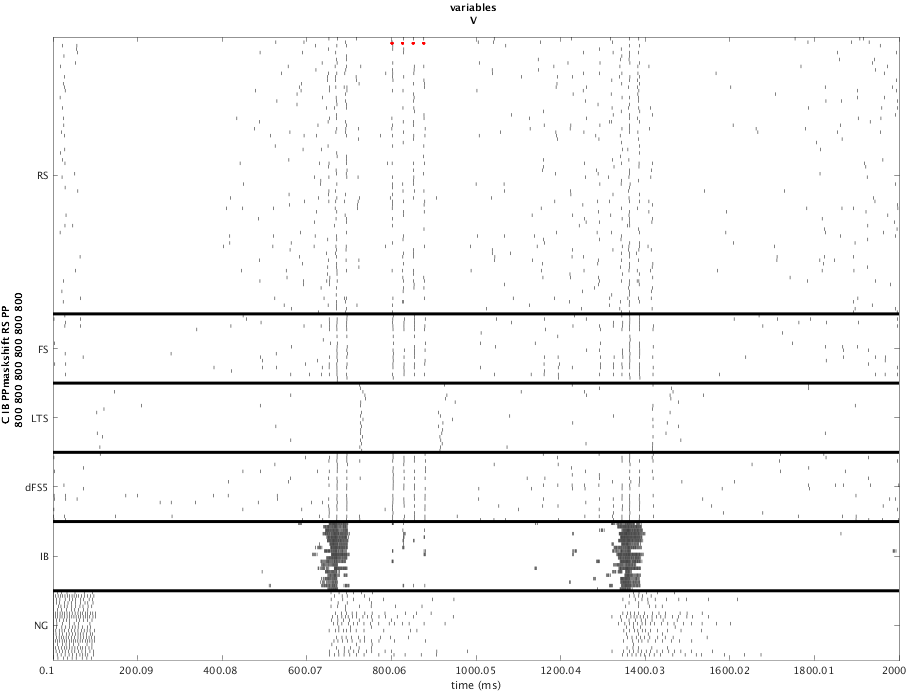 variables
V
C IB PPmaskshift RS PP
800 800 800 800 800 800
RS
FS
LTS
dFS5
IB
NG
0.1 200.09 400.08 600.07 800.06 1000.05 1200.04 1400.03 1600.02 1800.01 2000
time (ms)